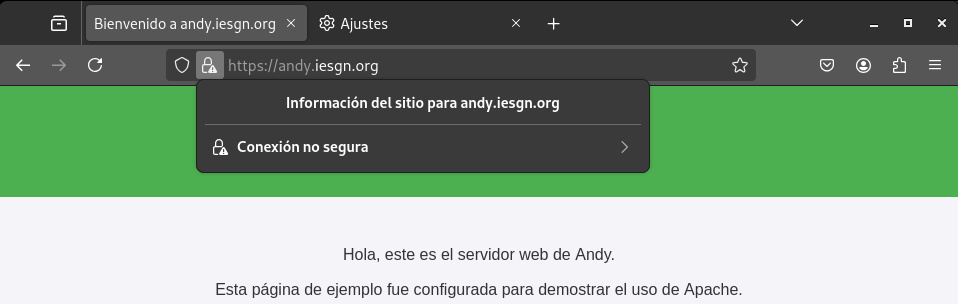 Bienvenido a andy.iesgn.org
Ajustes
https://andy.iesgn.org
Información del sitio para andy.iesgn.org
Conexión no segura
Hola, este es el servidor web de Andy.
Esta página de ejemplo fue configurada para demostrar el uso de Apache.